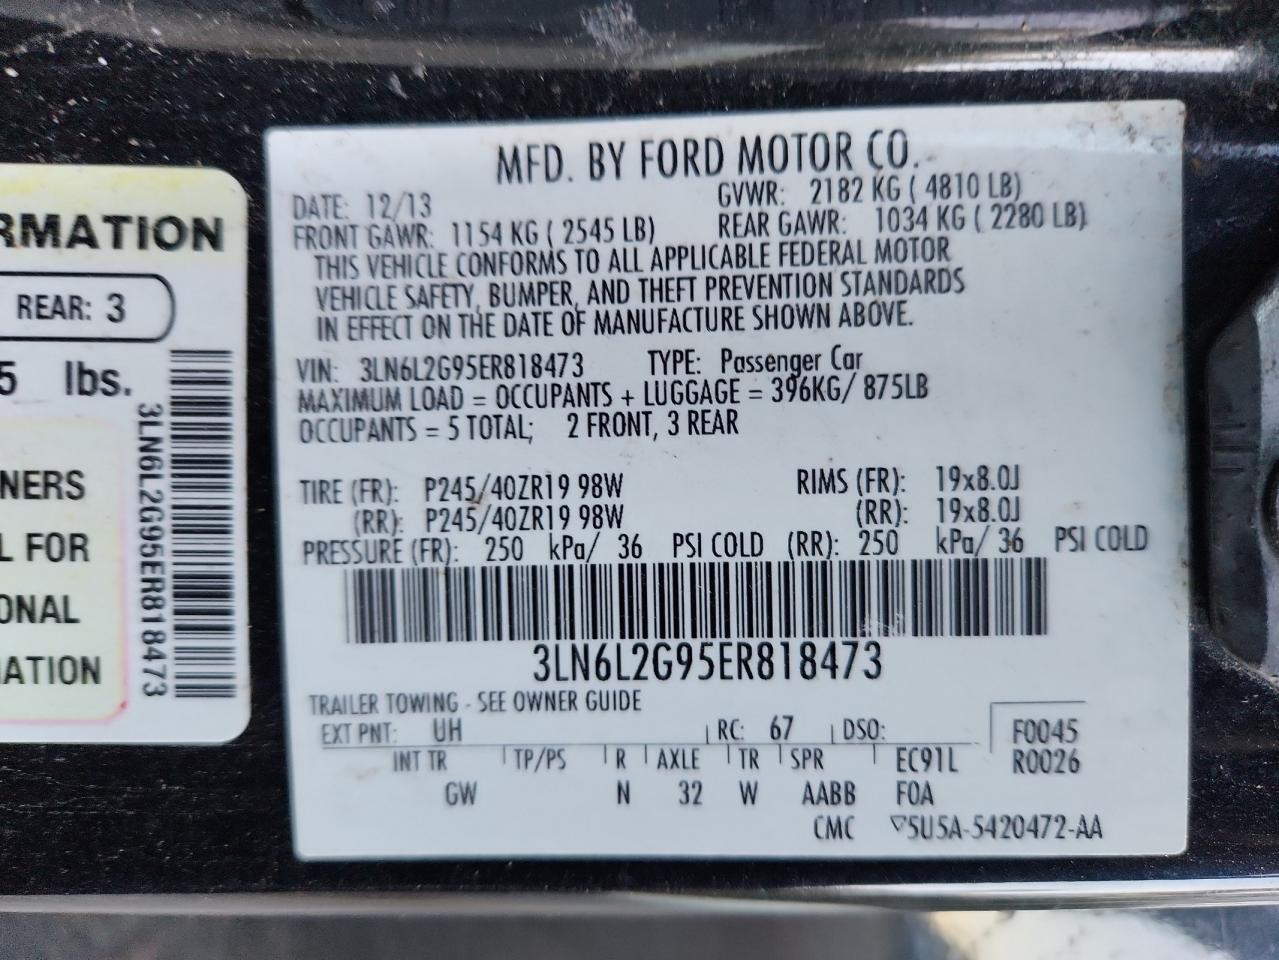 RMATION
REAR: 3
5 lbs.
NERS
L FOR
ONAL
MATION
3LN6L2G95ER818473
MFD. BY FORD MOTOR CO.
DATE: 12/13 GVWR: 2182 KG ( 4810 LB)
FRONT GAWR: 1154 KG ( 2545 LB) REAR GAWR: 1034 KG ( 2280 LB)
THIS VEHICLE CONFORMS TO ALL APPLICABLE FEDERAL MOTOR
VEHICLE SAFETY, BUMPER, AND THEFT PREVENTION STANDARDS
IN EFFECT ON THE DATE OF MANUFACTURE SHOWN ABOVE.
VIN: 3LN6L2G95ER818473 TYPE: Passenger Car
MAXIMUM LOAD = OCCUPANTS + LUGGAGE = 396KG/ 875LB
OCCUPANTS = 5 TOTAL; 2 FRONT, 3 REAR
TIRE (FR): P245/40ZR19 98W RIMS (FR): 19x8.0J
(RR): P245/40ZR19 98W (RR): 19x8.0J
PRESSURE (FR): 250 kPa/ 36 PSI COLD (RR): 250 kPa/ 36 PSI COLD
3LN6L2G95ER818473
TRAILER TOWING - SEE OWNER GUIDE
EXT PNT: UH RC: 67 DSO: F0045
INT TR TP/PS R AXLE TR SPR EC91L R0026
GW N 32 W AABB FOA
CMC ▽5U5A-5420472-AA